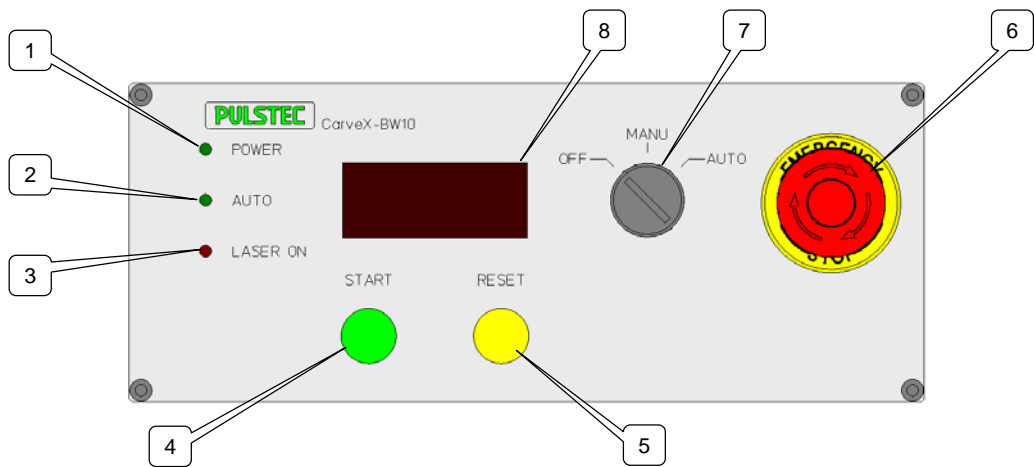 8
7
6
1
PULSTEC CarveX-BW10
MANU
OFF
AUTO
EMERGENCY
STOP
POWER
2
AUTO
3
LASER ON
START
RESET
4
5